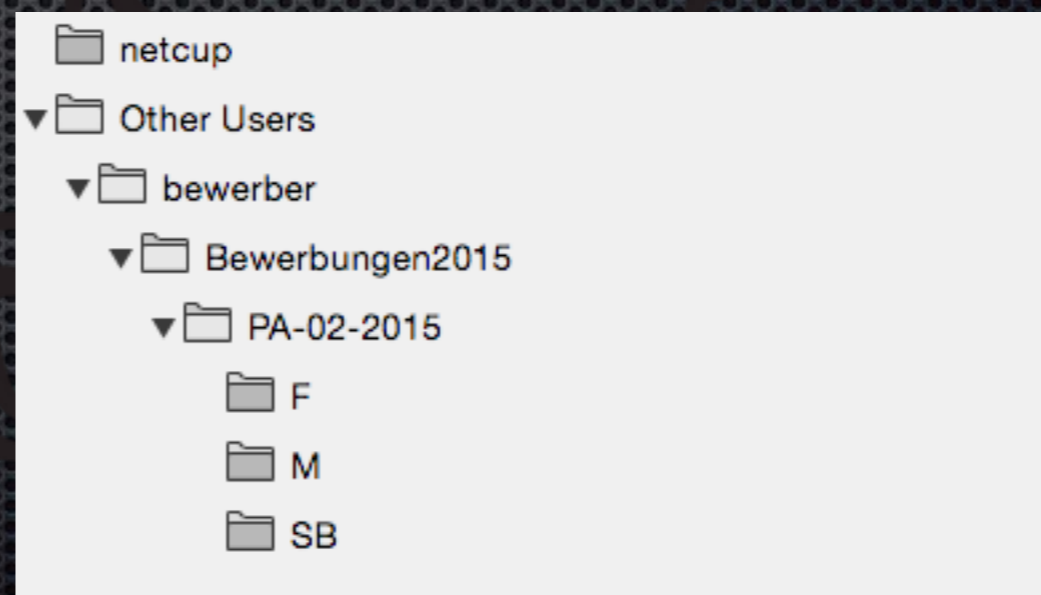 netcup
Other Users
bewerber
Bewerbungen2015
PA-02-2015
F
M
SB